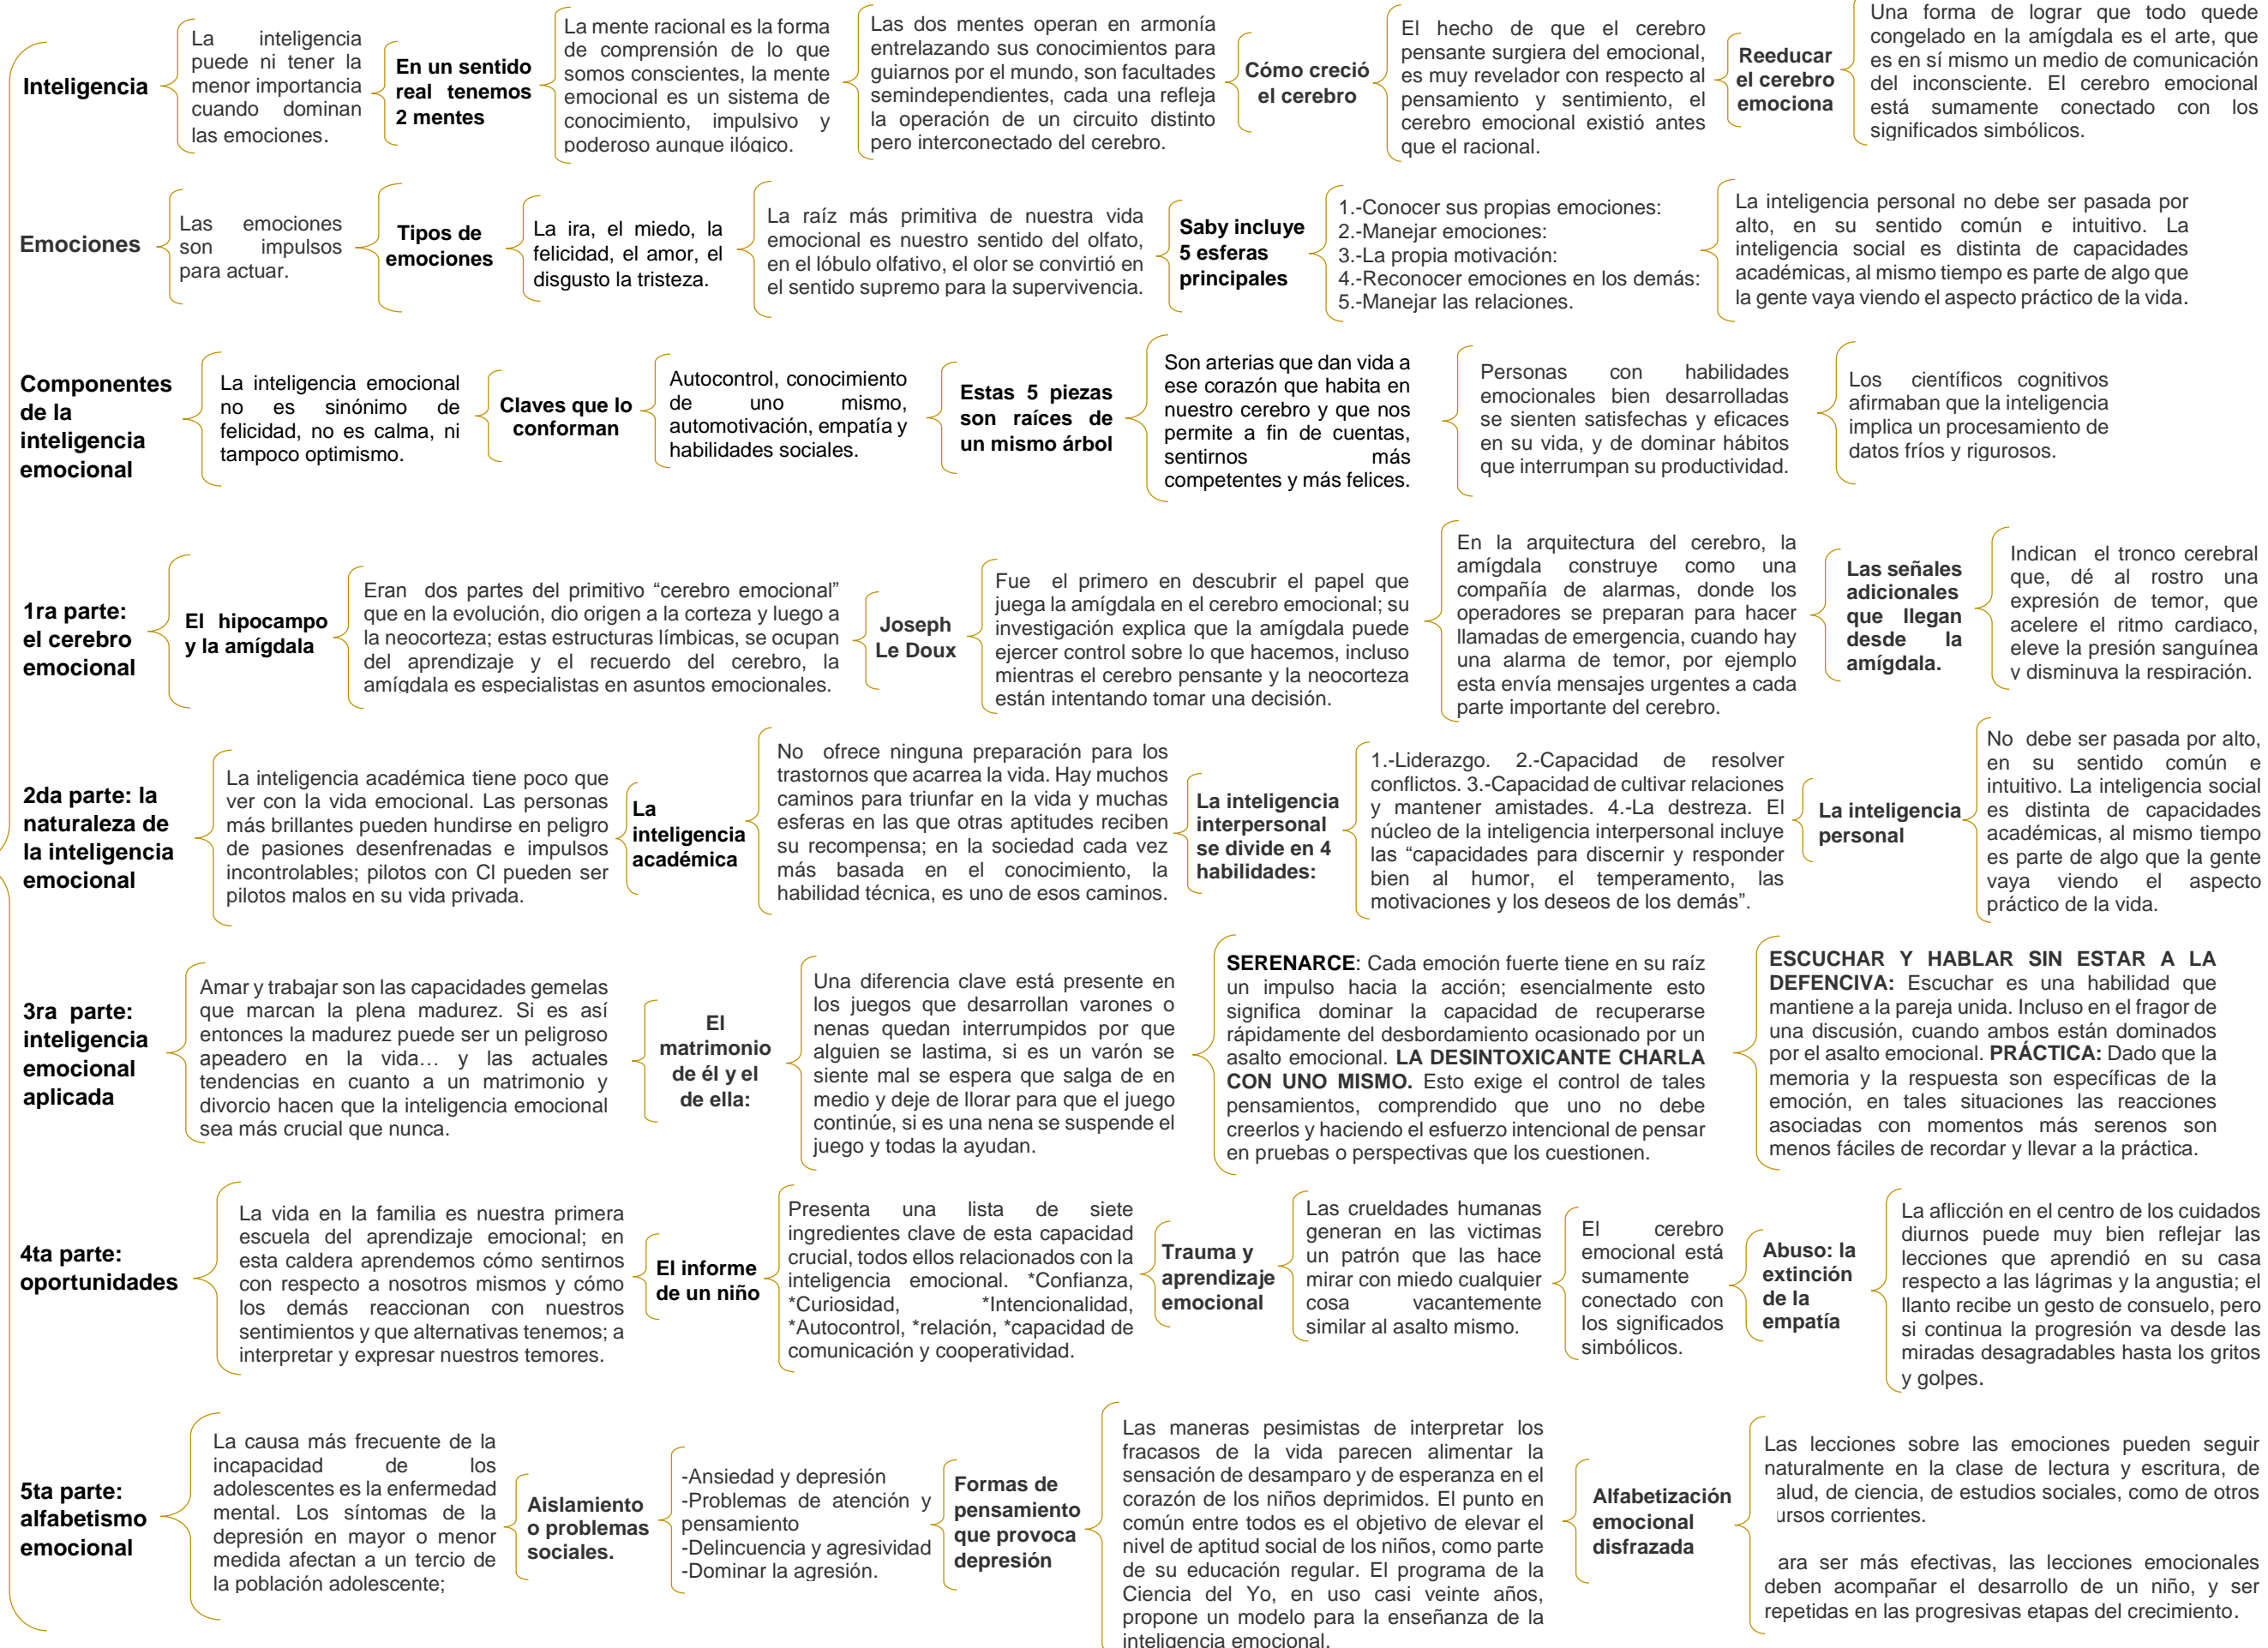 Inteligencia
La inteligencia
puede ni tener la
menor importancia
cuando dominan
las emociones.
En un sentido
real tenemos
2 mentes
La mente racional es la forma
de comprensión de lo que
somos conscientes, la mente
emocional es un sistema de
conocimiento, impulsivo y
poderoso aunque ilógico.
Las dos mentes operan en armonía
entrelazando sus conocimientos para
guiarnos por el mundo, son facultades
semindependientes, cada una refleja
la operación de un circuito distinto
pero interconectado del cerebro.
Cómo creció
el cerebro
El hecho de que el cerebro
pensante surgiera del emocional,
es muy revelador con respecto al
pensamiento y sentimiento, el
cerebro emocional existió antes
que el racional.
Reeducar
el cerebro
emociona
Una forma de lograr que todo quede
congelado en la amígdala es el arte, que
es en sí mismo un medio de comunicación
del inconsciente. El cerebro emocional
está sumamente conectado con los
significados simbólicos.
Emociones
Las emociones
son impulsos
para actuar.
Tipos de
emociones
La ira, el miedo, la
felicidad, el amor, el
disgusto la tristeza.
La raíz más primitiva de nuestra vida
emocional es nuestro sentido del olfato,
en el lóbulo olfativo, el olor se convirtió en
el sentido supremo para la supervivencia.
Saby incluye
5 esferas
principales
1.-Conocer sus propias emociones:
2.-Manejar emociones:
3.-La propia motivación:
4.-Reconocer emociones en los demás:
5.-Manejar las relaciones.
La inteligencia personal no debe ser pasada por
alto, en su sentido común e intuitivo. La
inteligencia social es distinta de capacidades
académicas, al mismo tiempo es parte de algo que
la gente vaya viendo el aspecto práctico de la vida.
Componentes
de la
inteligencia
emocional
La inteligencia emocional
no es sinónimo de
felicidad, no es calma, ni
tampoco optimismo.
Claves que lo
conforman
Autocontrol, conocimiento
de uno mismo,
automotivación, empatía y
habilidades sociales.
Estas 5 piezas
son raíces de
un mismo árbol
Son arterias que dan vida a
ese corazón que habita en
nuestro cerebro y que nos
permite a fin de cuentas,
sentirnos más
competentes y más felices.
Personas con habilidades
emocionales bien desarrolladas
se sienten satisfechas y eficaces
en su vida, y de dominar hábitos
que interrumpan su productividad.
Los científicos cognitivos
afirmaban que la inteligencia
implica un procesamiento de
datos fríos y rigurosos.
1ra parte:
el cerebro
emocional
El hipocampo
y la amígdala
Eran dos partes del primitivo “cerebro emocional”
que en la evolución, dio origen a la corteza y luego a
la neocorteza; estas estructuras límbicas, se ocupan
del aprendizaje y el recuerdo del cerebro, la
amígdala es especialistas en asuntos emocionales.
Joseph
Le Doux
Fue el primero en descubrir el papel que
juega la amígdala en el cerebro emocional; su
investigación explica que la amígdala puede
ejercer control sobre lo que hacemos, incluso
mientras el cerebro pensante y la neocorteza
están intentando tomar una decisión.
En la arquitectura del cerebro, la
amígdala construye como una
compañía de alarmas, donde los
operadores se preparan para hacer
llamadas de emergencia, cuando hay
una alarma de temor, por ejemplo
esta envía mensajes urgentes a cada
parte importante del cerebro.
Las señales
adicionales
que llegan
desde la
amígdala.
Indican el tronco cerebral
que, dé al rostro una
expresión de temor, que
acelere el ritmo cardiaco,
eleve la presión sanguínea
y disminuya la respiración.
2da parte: la
naturaleza de
la inteligencia
emocional
La inteligencia académica tiene poco que
ver con la vida emocional. Las personas
más brillantes pueden hundirse en peligro
de pasiones desenfrenadas e impulsos
incontrolables; pilotos con CI pueden ser
pilotos malos en su vida privada.
La
inteligencia
académica
No ofrece ninguna preparación para los
trastornos que acarrea la vida. Hay muchos
caminos para triunfar en la vida y muchas
esferas en las que otras aptitudes reciben
su recompensa; en la sociedad cada vez
más basada en el conocimiento, la
habilidad técnica, es uno de esos caminos.
La inteligencia
interpersonal
se divide en 4
habilidades:
1.-Liderazgo. 2.-Capacidad de resolver
conflictos. 3.-Capacidad de cultivar relaciones
y mantener amistades. 4.-La destreza. El
núcleo de la inteligencia interpersonal incluye
las “capacidades para discernir y responder
bien al humor, el temperamento, las
motivaciones y los deseos de los demás”.
La inteligencia
personal
No debe ser pasada por alto,
en su sentido común e
intuitivo. La inteligencia social
es distinta de capacidades
académicas, al mismo tiempo
es parte de algo que la gente
vaya viendo el aspecto
práctico de la vida.
3ra parte:
inteligencia
emocional
aplicada
Amar y trabajar son las capacidades gemelas
que marcan la plena madurez. Si es así
entonces la madurez puede ser un peligroso
apeadero en la vida… y las actuales
tendencias en cuanto a un matrimonio y
divorcio hacen que la inteligencia emocional
sea más crucial que nunca.
El
matrimonio
de él y el
de ella:
Una diferencia clave está presente en
los juegos que desarrollan varones o
nenas quedan interrumpidos por que
alguien se lastima, si es un varón se
siente mal se espera que salga de en
medio y deje de llorar para que el juego
continúe, si es una nena se suspende el
juego y todas la ayudan.
SERENARCE: Cada emoción fuerte tiene en su raíz
un impulso hacia la acción; esencialmente esto
significa dominar la capacidad de recuperarse
rápidamente del desbordamiento ocasionado por un
asalto emocional. LA DESINTOXICANTE CHARLA
CON UNO MISMO. Esto exige el control de tales
pensamientos, comprendido que uno no debe
creerlos y haciendo el esfuerzo intencional de pensar
en pruebas o perspectivas que los cuestionen.
ESCUCHAR Y HABLAR SIN ESTAR A LA
DEFENCIVA: Escuchar es una habilidad que
mantiene a la pareja unida. Incluso en el fragor de
una discusión, cuando ambos están dominados
por el asalto emocional. PRÁCTICA: Dado que la
memoria y la respuesta son específicas de la
emoción, en tales situaciones las reacciones
asociadas con momentos más serenos son
menos fáciles de recordar y llevar a la práctica.
4ta parte:
oportunidades
La vida en la familia es nuestra primera
escuela del aprendizaje emocional; en
esta caldera aprendemos cómo sentirnos
con respecto a nosotros mismos y cómo
los demás reaccionan con nuestros
sentimientos y que alternativas tenemos; a
interpretar y expresar nuestros temores.
El informe
de un niño
Presenta una lista de siete
ingredientes clave de esta capacidad
crucial, todos ellos relacionados con la
inteligencia emocional. *Confianza,
*Curiosidad, *Intencionalidad,
*Autocontrol, *relación, *capacidad de
comunicación y cooperatividad.
Trauma y
aprendizaje
emocional
Las crueldades humanas
generan en las victimas
un patrón que las hace
mirar con miedo cualquier
cosa vacantemente
similar al asalto mismo.
El cerebro
emocional está
sumamente
conectado con
los significados
simbólicos.
Abuso: la
extinción
de la
empatía
La aflicción en el centro de los cuidados
diurnos puede muy bien reflejar las
lecciones que aprendió en su casa
respecto a las lágrimas y la angustia; el
llanto recibe un gesto de consuelo, pero
si continua la progresión va desde las
miradas desagradables hasta los gritos
y golpes.
5ta parte:
alfabetismo
emocional
La causa más frecuente de la
incapacidad de los
adolescentes es la enfermedad
mental. Los síntomas de la
depresión en mayor o menor
medida afectan a un tercio de
la población adolescente;
Aislamiento
o problemas
sociales.
-Ansiedad y depresión
-Problemas de atención y
pensamiento
-Delincuencia y agresividad
-Dominar la agresión.
Formas de
pensamiento
que provoca
depresión
Las maneras pesimistas de interpretar los
fracasos de la vida parecen alimentar la
sensación de desamparo y de esperanza en el
corazón de los niños deprimidos. El punto en
común entre todos es el objetivo de elevar el
nivel de aptitud social de los niños, como parte
de su educación regular. El programa de la
Ciencia del Yo, en uso casi veinte años,
propone un modelo para la enseñanza de la
inteligencia emocional.
Alfabetización
emocional
disfrazada
Las lecciones sobre las emociones pueden seguir
naturalmente en la clase de lectura y escritura, de
alud, de ciencia, de estudios sociales, como de otros
ursos corrientes.
ara ser más efectivas, las lecciones emocionales
deben acompañar el desarrollo de un niño, y ser
repetidas en las progresivas etapas del crecimiento.